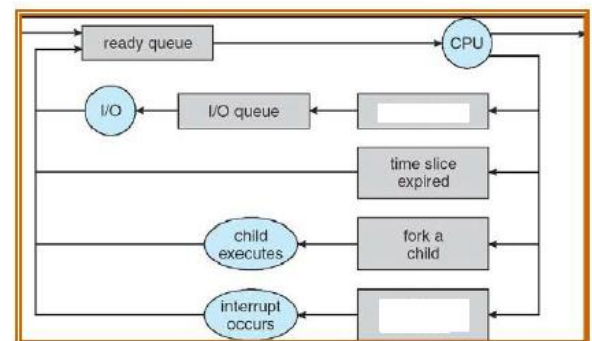 ready queue
CPU
I/O
I/O queue
time slice
expired
child
executes
fork a
child
interrupt
occurs